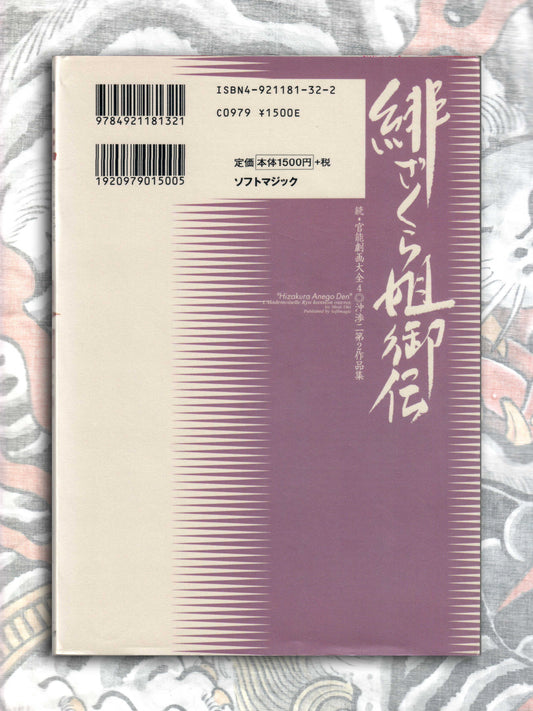 ISBN4-921181-32-2
C0979 ¥1500E
9784921181321
定価 本体1500円+税
1920979015005
ソフトマジック
緋ざくら姐御伝
続・官能劇画大全4◎沖渉二第2作品集
"Hizakura Anego Den"
Published by Softmagic